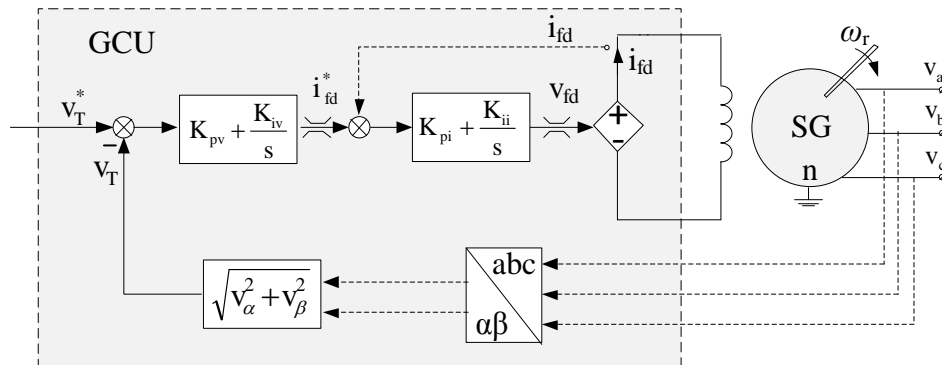 GCU
v_T^*
−
v_T
K_pv + K_iv/s
i_fd^*
i_fd
K_pi + K_ii/s
v_fd
+
-
i_fd
ω_r
SG
n
v_a
v_b
v_c
√(v_α^2 + v_β^2)
abc
αβ